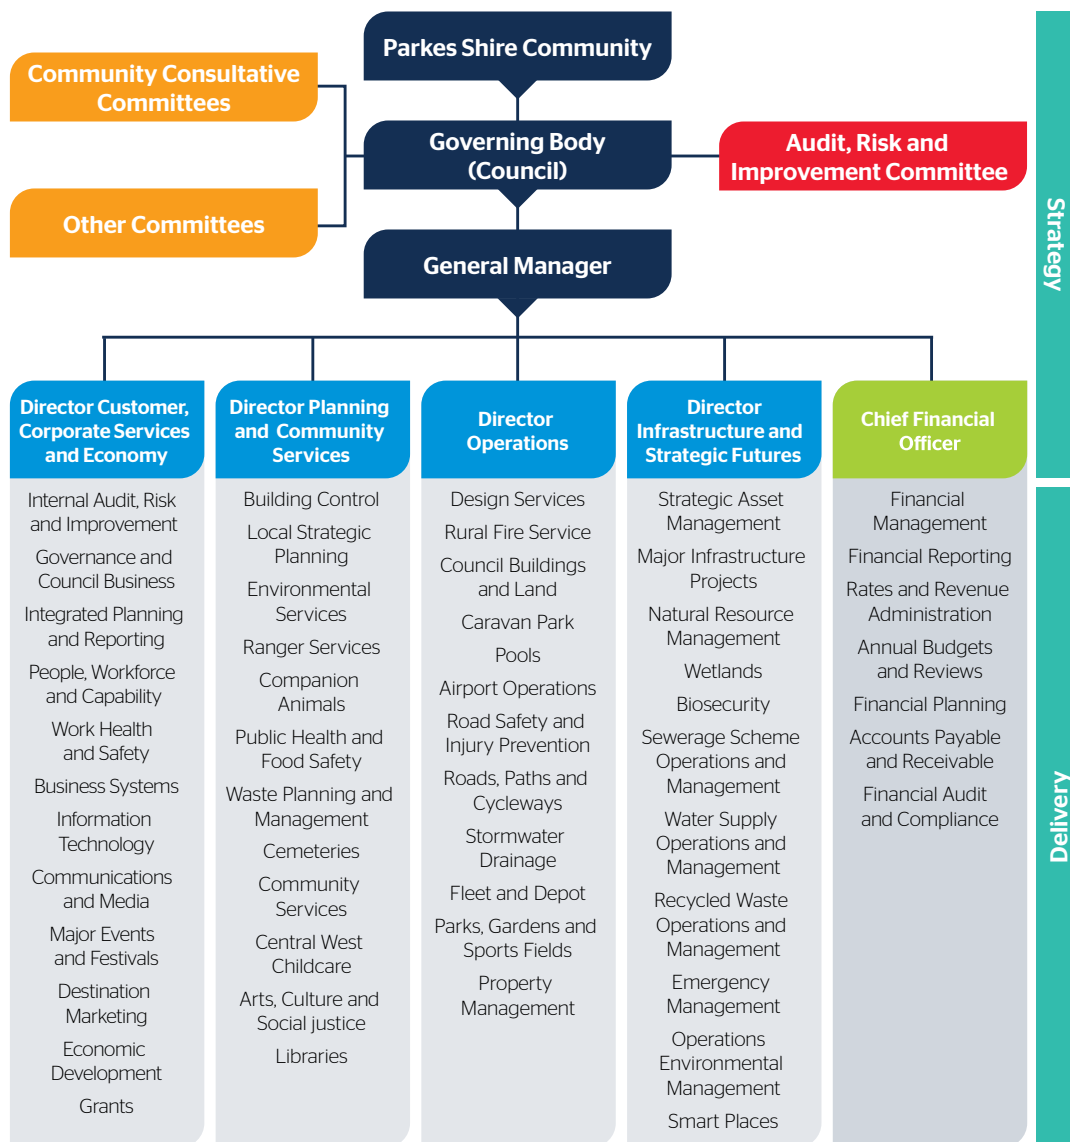 Parkes Shire Community
Community Consultative
Committees
Governing Body
(Council)
Audit, Risk and
Improvement Committee
Other Committees
General Manager
Strategy
Director Customer,
Corporate Services
and Economy
Internal Audit, Risk
and Improvement
Governance and
Council Business
Integrated Planning
and Reporting
People, Workforce
and Capability
Work Health
and Safety
Business Systems
Information
Technology
Communications
and Media
Major Events
and Festivals
Destination
Marketing
Economic
Development
Grants
Director Planning
and Community
Services
Building Control
Local Strategic
Planning
Environmental
Services
Ranger Services
Companion
Animals
Public Health and
Food Safety
Waste Planning and
Management
Cemeteries
Community
Services
Central West
Childcare
Arts, Culture and
Social justice
Libraries
Director
Operations
Design Services
Rural Fire Service
Council Buildings
and Land
Caravan Park
Pools
Airport Operations
Road Safety and
Injury Prevention
Roads, Paths and
Cycleways
Stormwater
Drainage
Fleet and Depot
Parks, Gardens and
Sports Fields
Property
Management
Director
Infrastructure and
Strategic Futures
Strategic Asset
Management
Major Infrastructure
Projects
Natural Resource
Management
Wetlands
Biosecurity
Sewerage Scheme
Operations and
Management
Water Supply
Operations and
Management
Recycled Waste
Operations and
Management
Emergency
Management
Operations
Environmental
Management
Smart Places
Chief Financial
Officer
Financial
Management
Financial Reporting
Rates and Revenue
Administration
Annual Budgets
and Reviews
Financial Planning
Accounts Payable
and Receivable
Financial Audit
and Compliance
Delivery